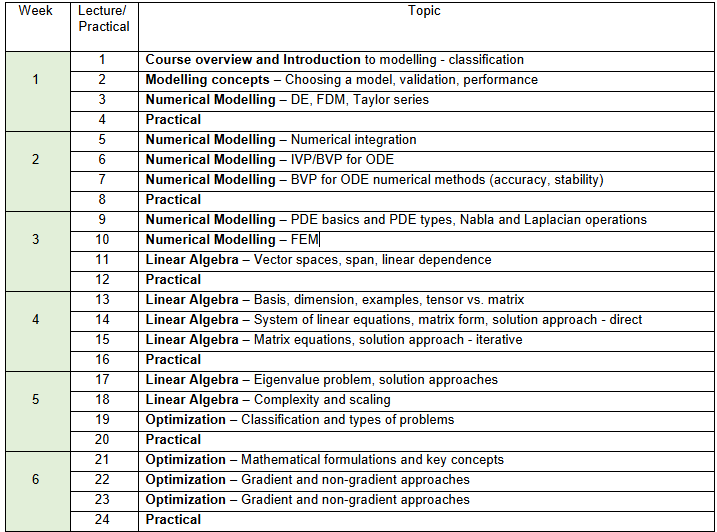 Week Lecture/ Topic
Practical
1 Course overview and Introduction to modelling - classification
1 2 Modelling concepts – Choosing a model, validation, performance
3 Numerical Modelling – DE, FDM, Taylor series
4 Practical
5 Numerical Modelling – Numerical integration
2 6 Numerical Modelling – IVP/BVP for ODE
7 Numerical Modelling – BVP for ODE numerical methods (accuracy, stability)
8 Practical
9 Numerical Modelling – PDE basics and PDE types, Nabla and Laplacian operations
3 10 Numerical Modelling – FEM
11 Linear Algebra – Vector spaces, span, linear dependence
12 Practical
13 Linear Algebra – Basis, dimension, examples, tensor vs. matrix
4 14 Linear Algebra – System of linear equations, matrix form, solution approach - direct
15 Linear Algebra – Matrix equations, solution approach - iterative
16 Practical
17 Linear Algebra – Eigenvalue problem, solution approaches
5 18 Linear Algebra – Complexity and scaling
19 Optimization – Classification and types of problems
20 Practical
21 Optimization – Mathematical formulations and key concepts
6 22 Optimization – Gradient and non-gradient approaches
23 Optimization – Gradient and non-gradient approaches
24 Practical